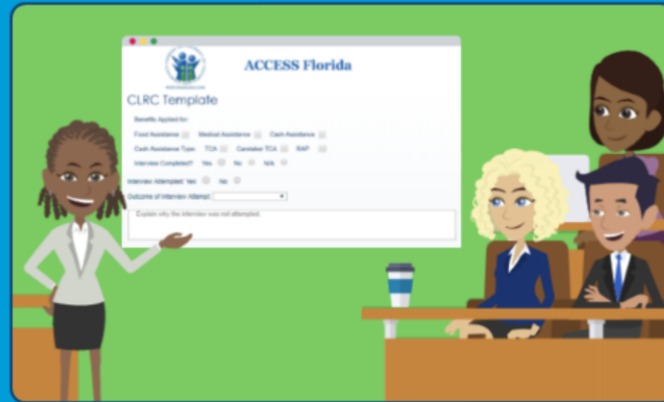 ACCESS Florida
CLRC Template
Benefits Applied for:
Food Assistance Medical Assistance Cash Assistance
Cash Assistance Type: TCA Caretaker TCA RAP
Interview Completed? Yes No N/A
Interview Attempted: Yes No
Outcome of Interview Attempt:
Explain why the interview was not attempted.